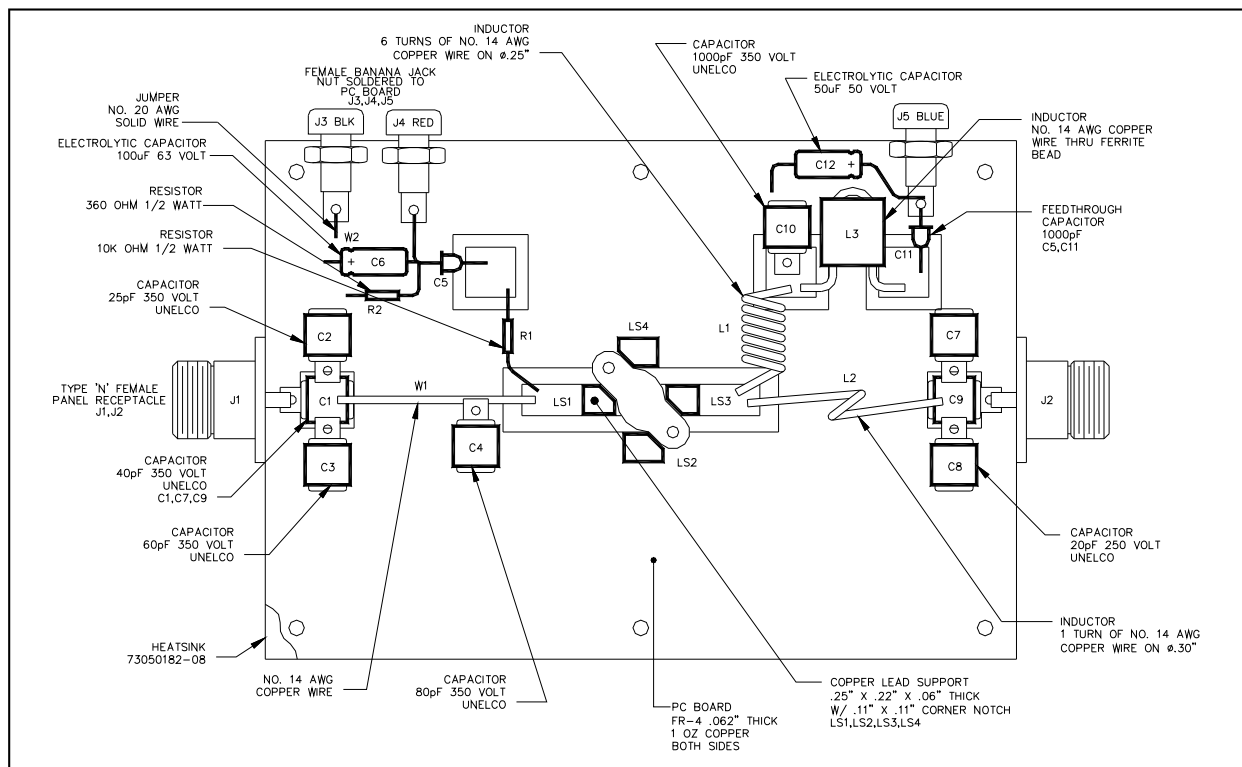 INDUCTOR
6 TURNS OF NO. 14 AWG
COPPER WIRE ON ø.25"
CAPACITOR
1000pF 350 VOLT
UNELCO
ELECTROLYTIC CAPACITOR
50uF 50 VOLT
FEMALE BANANA JACK
NUT SOLDERED TO
PC BOARD
J3,J4,J5
JUMPER
NO. 20 AWG
SOLID WIRE
J3 BLK
J4 RED
J5 BLUE
INDUCTOR
NO. 14 AWG COPPER
WIRE THRU FERRITE
BEAD
ELECTROLYTIC CAPACITOR
100uF 63 VOLT
RESISTOR
360 OHM 1/2 WATT
RESISTOR
10K OHM 1/2 WATT
CAPACITOR
25pF 350 VOLT
UNELCO
W2
+ C6
C5
R2
R1
C12 +
C10
L3
C11
FEEDTHROUGH
CAPACITOR
1000pF
C5,C11
L1
LS4
C2
C7
TYPE 'N' FEMALE
PANEL RECEPTACLE
J1,J2
J1
C1
W1
LS1
LS3
L2
C9
J2
C3
C4
LS2
C8
CAPACITOR
40pF 350 VOLT
UNELCO
C1,C7,C9
CAPACITOR
60pF 350 VOLT
UNELCO
CAPACITOR
20pF 250 VOLT
UNELCO
HEATSINK
73050182-08
NO. 14 AWG
COPPER WIRE
CAPACITOR
80pF 350 VOLT
UNELCO
PC BOARD
FR-4 .062" THICK
1 OZ COPPER
BOTH SIDES
COPPER LEAD SUPPORT
.25" X .22" X .06" THICK
W/ .11" X .11" CORNER NOTCH
LS1,LS2,LS3,LS4
INDUCTOR
1 TURN OF NO. 14 AWG
COPPER WIRE ON ø.30"